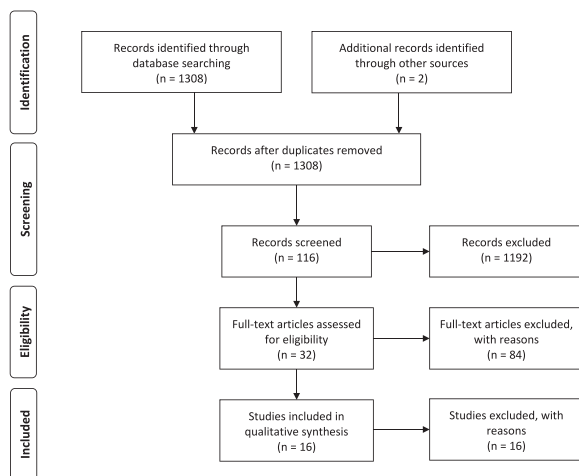 Identification
Records identified through
database searching
(n = 1308)
Additional records identified
through other sources
(n = 2)
Records after duplicates removed
(n = 1308)
Screening
Records screened
(n = 116)
Records excluded
(n = 1192)
Eligibility
Full-text articles assessed
for eligibility
(n = 32)
Full-text articles excluded,
with reasons
(n = 84)
Included
Studies included in
qualitative synthesis
(n = 16)
Studies excluded, with
reasons
(n = 16)